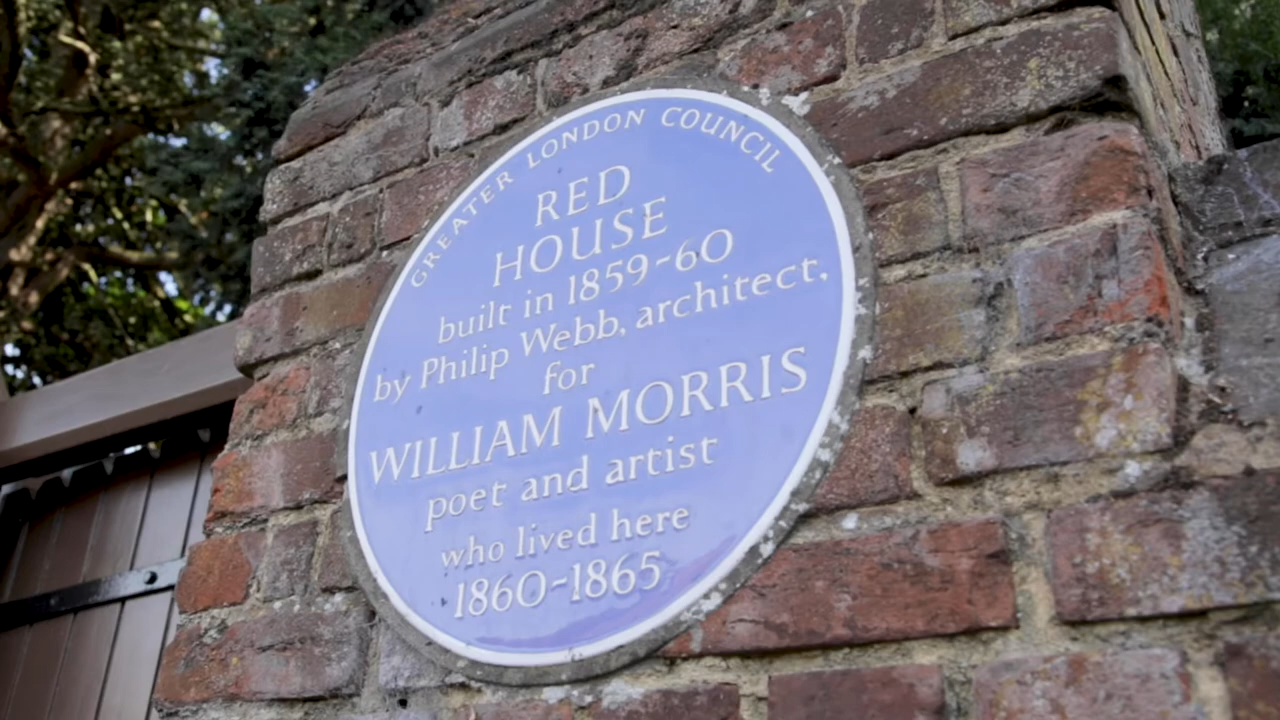 GREATER LONDON COUNCIL
RED
HOUSE
built in 1859-60
by Philip Webb, architect,
for
WILLIAM MORRIS
poet and artist
who lived here
1860-1865